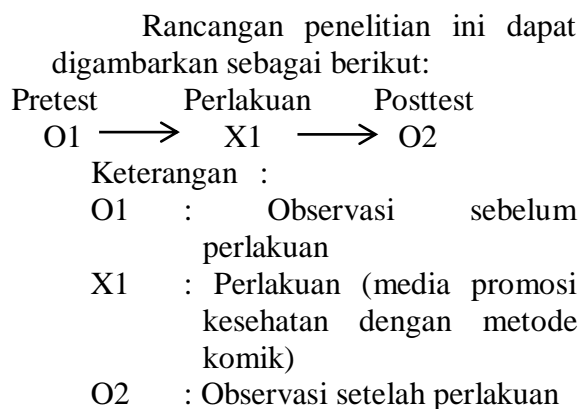 Rancangan penelitian ini dapat
digambarkan sebagai berikut:
Pretest Perlakuan Posttest
O1 X1 O2
Keterangan :
O1 : Observasi sebelum
perlakuan
X1 : Perlakuan (media promosi
kesehatan dengan metode
komik)
O2 : Observasi setelah perlakuan